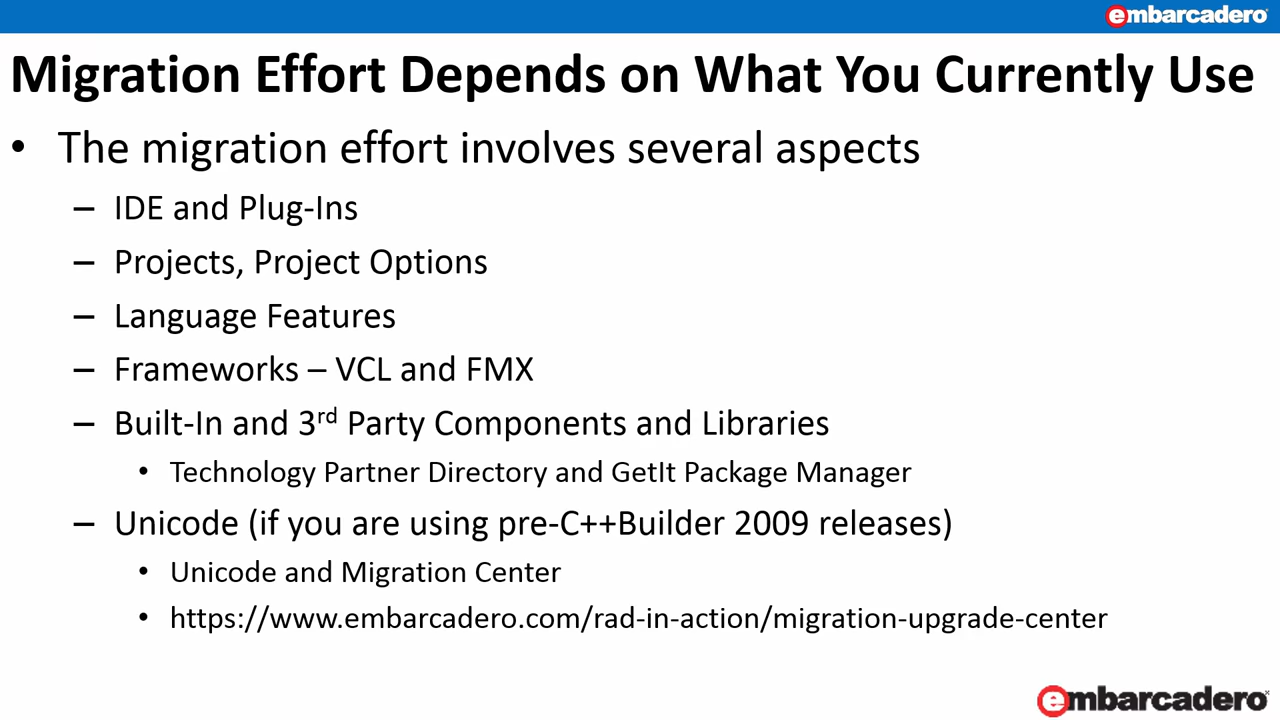 embarcadero
Migration Effort Depends on What You Currently Use
• The migration effort involves several aspects
– IDE and Plug-Ins
– Projects, Project Options
– Language Features
– Frameworks – VCL and FMX
– Built-In and 3rd Party Components and Libraries
• Technology Partner Directory and GetIt Package Manager
– Unicode (if you are using pre-C++Builder 2009 releases)
• Unicode and Migration Center
• https://www.embarcadero.com/rad-in-action/migration-upgrade-center
embarcadero